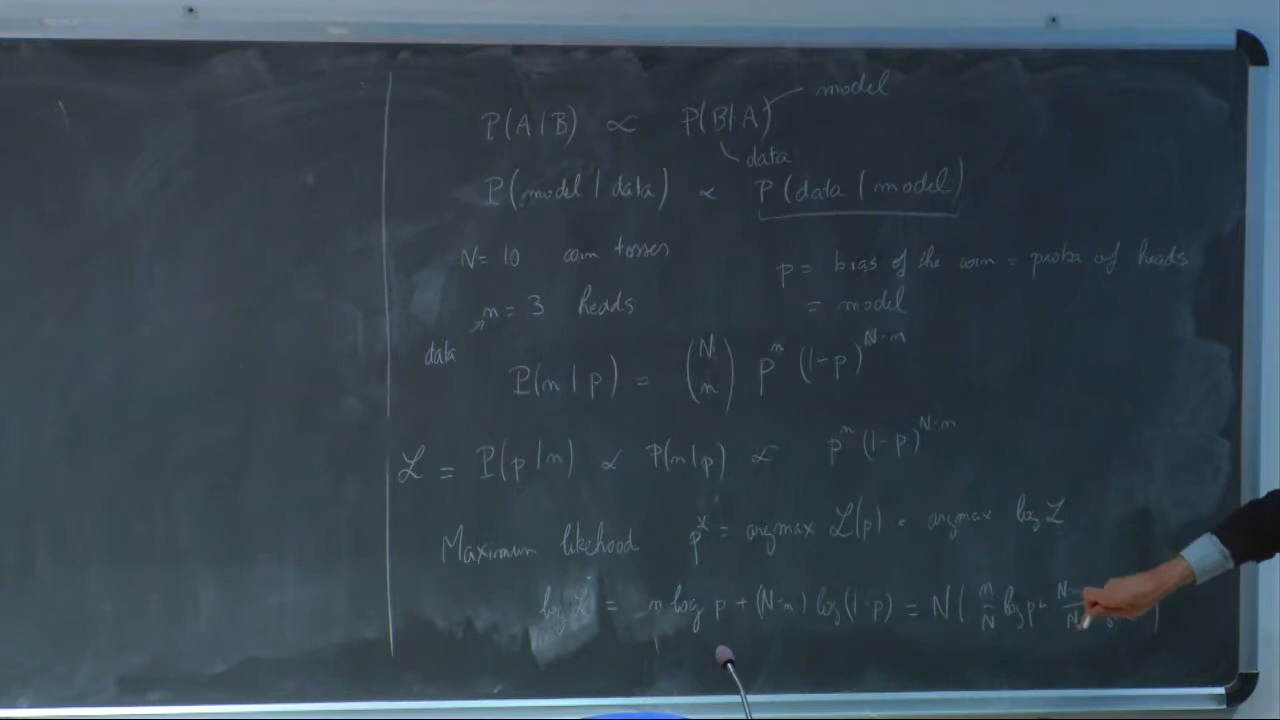 P(A|B) ∝ P(B|A) model
data
P(model | data) ∝ P(data | model)
N = 10 coin tosses p = bias of the coin = proba of heads
n = 3 heads = model
data
P(n|p) = (N n) p^n (1-p)^{N-n}
ℒ = P(p|n) ∝ P(n|p) ∝ p^n (1-p)^{N-n}
Maximum likehood p* = argmax ℒ(p) = argmax log ℒ
log ℒ = n log p + (N-n) log(1-p) = N( n/N log p +